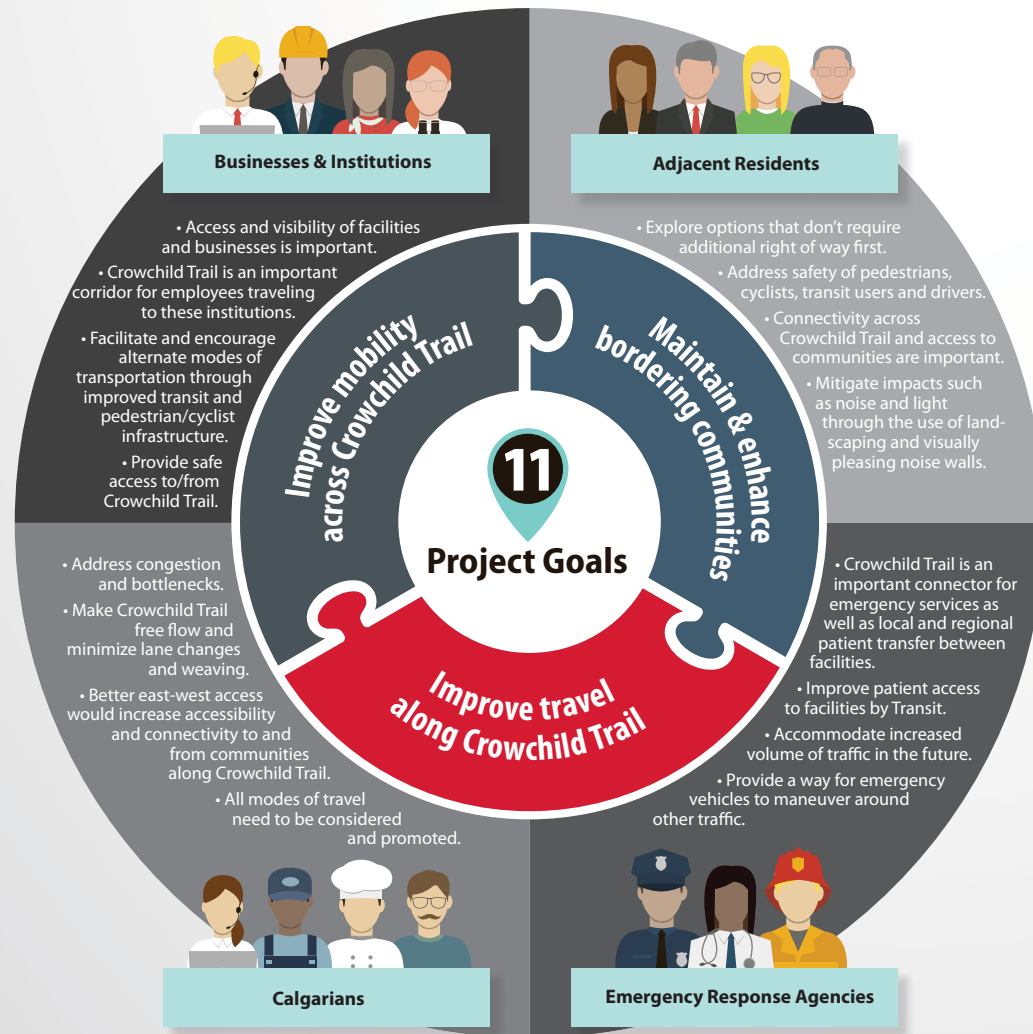 Businesses & Institutions
• Access and visibility of facilities
and businesses is important.
• Crowchild Trail is an important
corridor for employees traveling
to these institutions.
• Facilitate and encourage
alternate modes of
transportation through
improved transit and
pedestrian/cyclist
infrastructure.
• Provide safe
access to/from
Crowchild Trail.
Adjacent Residents
• Explore options that don't require
additional right of way first.
• Address safety of pedestrians,
cyclists, transit users and drivers.
• Connectivity across
Crowchild Trail and access to
communities are important.
• Mitigate impacts such
as noise and light
through the use of land-
scaping and visually
pleasing noise walls.
Improve mobility
across Crowchild Trail
Maintain & enhance
bordering communities
11
Project Goals
Improve travel
along Crowchild Trail
• Address congestion
and bottlenecks.
• Make Crowchild Trail
free flow and
minimize lane changes
and weaving.
• Better east-west access
would increase accessibility
and connectivity to and
from communities
along Crowchild Trail.
• All modes of travel
need to be considered
and promoted.
Calgarians
• Crowchild Trail is an
important connector for
emergency services as
well as local and regional
patient transfer between
facilities.
• Improve patient access
to facilities by Transit.
• Accommodate increased
volume of traffic in the future.
• Provide a way for emergency
vehicles to maneuver around
other traffic.
Emergency Response Agencies